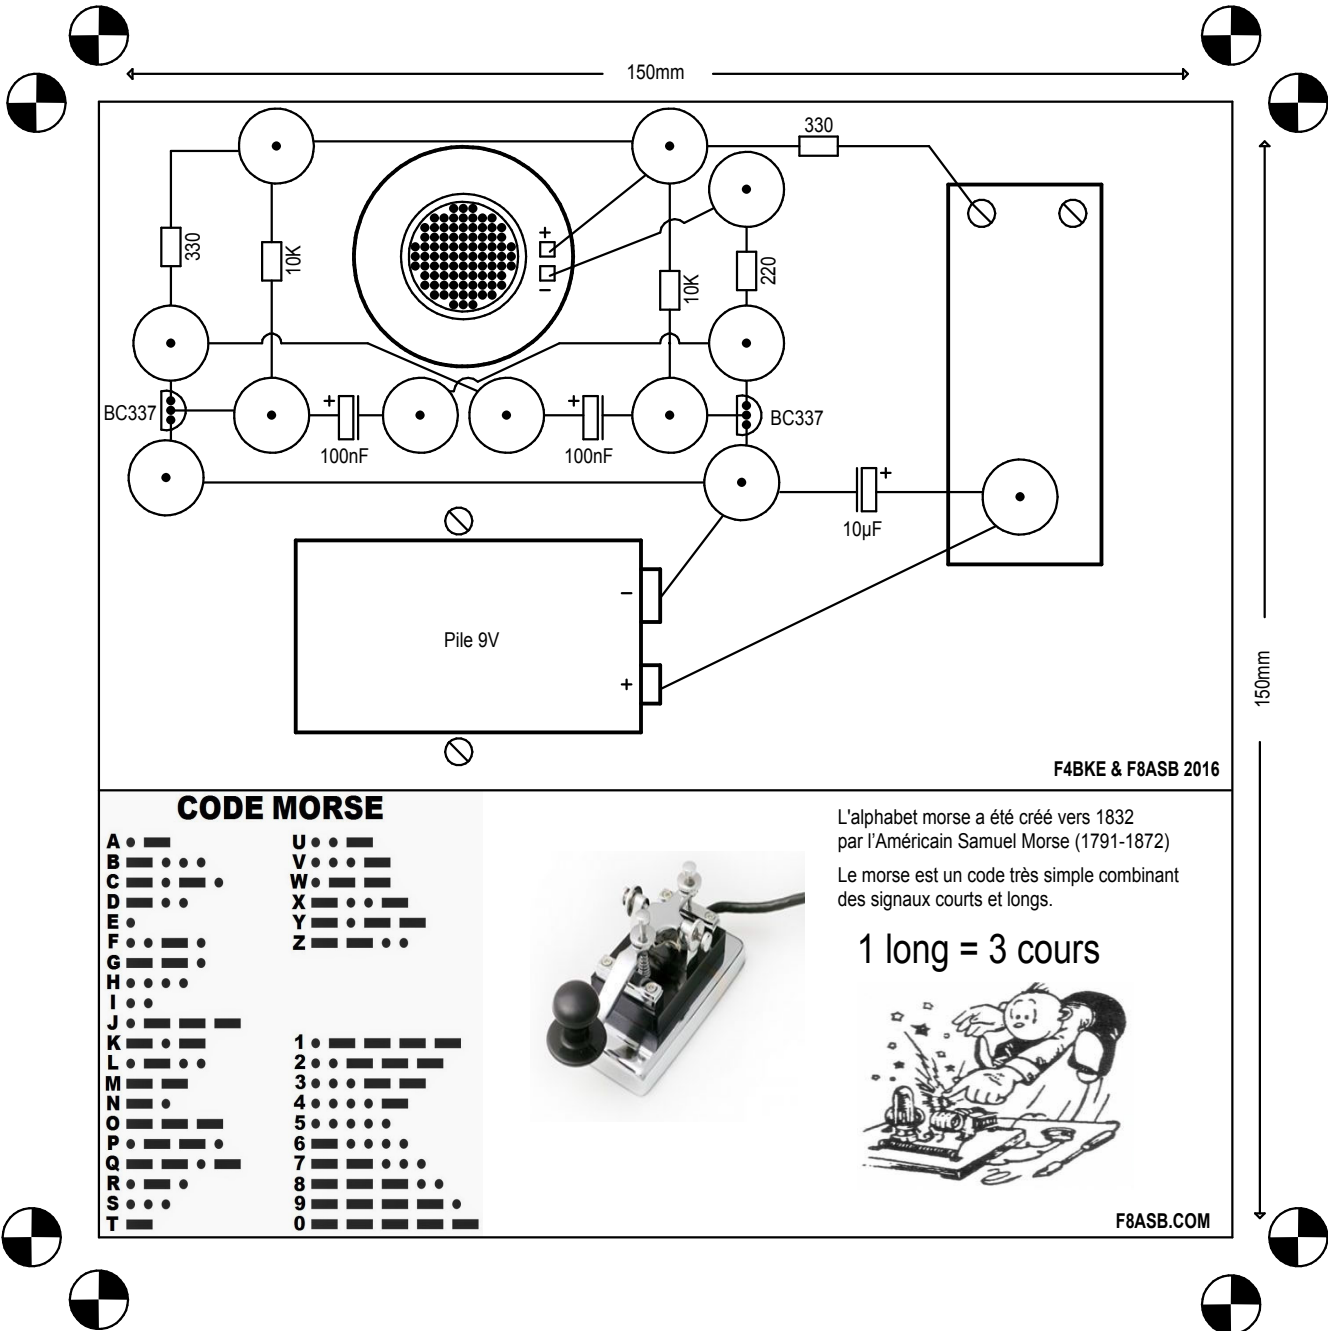 150mm
330
330
10K
+
−
10K
220
BC337
+
100nF
+
100nF
BC337
+
10µF
−
Pile 9V
+
150mm
F4BKE & F8ASB 2016
CODE MORSE
A
B
C
D
E
F
G
H
I
J
K
L
M
N
O
P
Q
R
S
T
U
V
W
X
Y
Z
1
2
3
4
5
6
7
8
9
0
L'alphabet morse a été créé vers 1832
par l'Américain Samuel Morse (1791-1872)
Le morse est un code très simple combinant
des signaux courts et longs.
1 long = 3 cours
F8ASB.COM